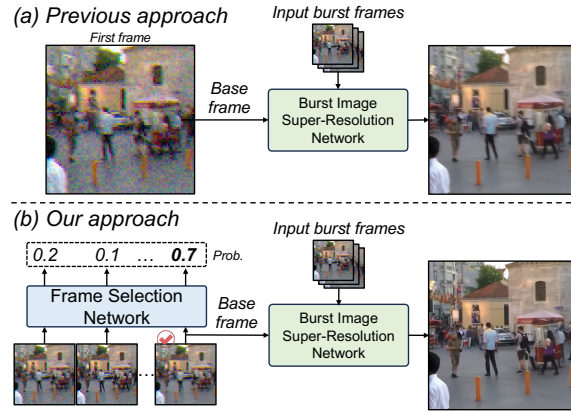 (a) Previous approach
First frame
Input burst frames
Base
frame
Burst Image
Super-Resolution
Network
(b) Our approach
0.2 0.1 ... 0.7 Prob.
Frame Selection
Network
...
Input burst frames
Base
frame
Burst Image
Super-Resolution
Network